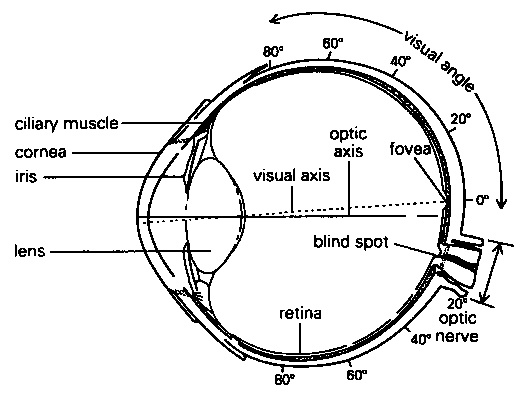 visual angle
80°
60°
40°
20°
0°
ciliary muscle
cornea
iris
optic
axis
fovea
visual axis
lens
blind spot
retina
20°
optic
nerve
40°
60°
80°